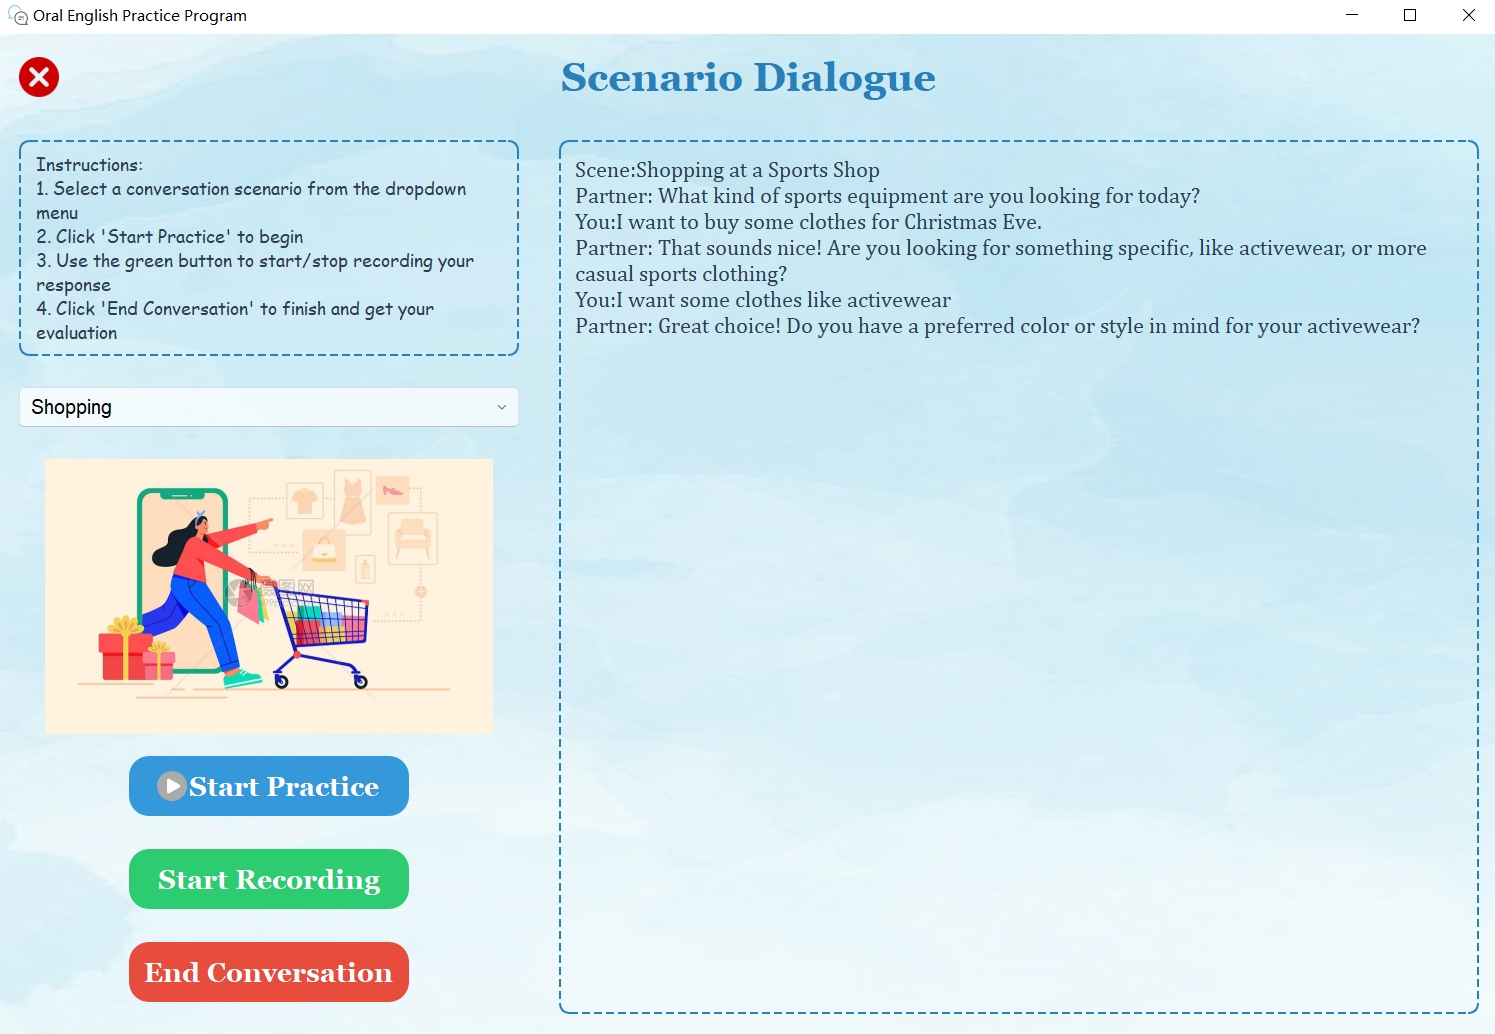 Oral English Practice Program
Scenario Dialogue
Instructions:
1. Select a conversation scenario from the dropdown
menu
2. Click 'Start Practice' to begin
3. Use the green button to start/stop recording your
response
4. Click 'End Conversation' to finish and get your
evaluation
Shopping
Start Practice
Start Recording
End Conversation
Scene:Shopping at a Sports Shop
Partner: What kind of sports equipment are you looking for today?
You:I want to buy some clothes for Christmas Eve.
Partner: That sounds nice! Are you looking for something specific, like activewear, or more
casual sports clothing?
You:I want some clothes like activewear
Partner: Great choice! Do you have a preferred color or style in mind for your activewear?